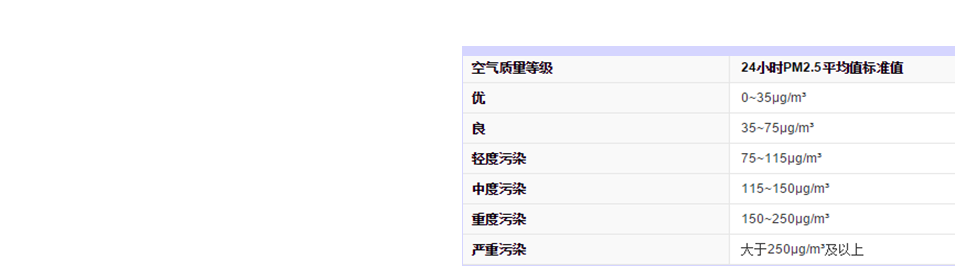 空气质量等级 24小时PM2.5平均值标准值
优 0~35μg/m³
良 35~75μg/m³
轻度污染 75~115μg/m³
中度污染 115~150μg/m³
重度污染 150~250μg/m³
严重污染 大于250μg/m³及以上